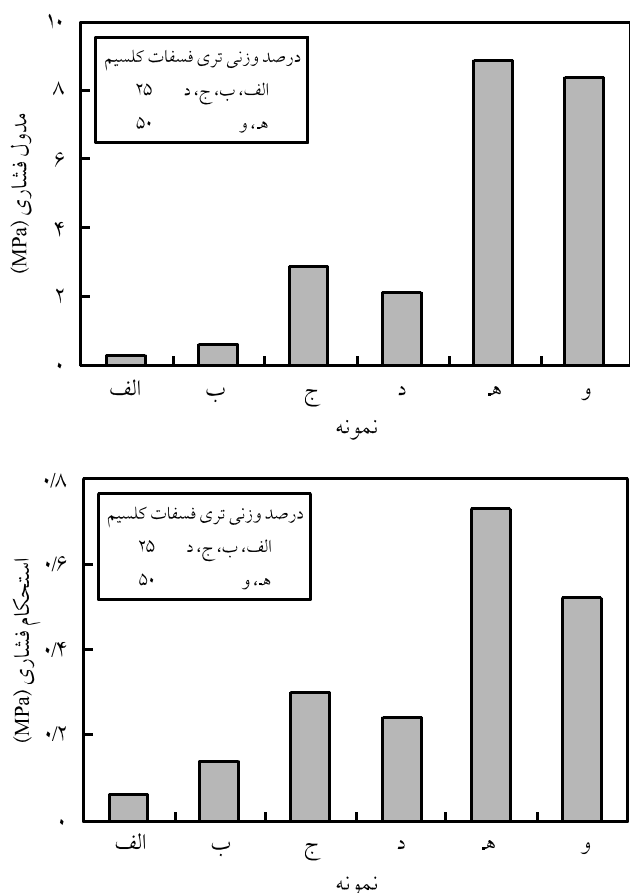 ۱۰
۸
۶
۴
۲
۰
مدول فشاری (MPa)
درصد وزنی تری فسفات کلسیم
الف، ب، ج، د ۲۵
هـ، و ۵۰
الف ب ج د هـ و
نمونه
۰/۸
۰/۶
۰/۴
۰/۲
۰
استحکام فشاری (MPa)
درصد وزنی تری فسفات کلسیم
الف، ب، ج، د ۲۵
هـ، و ۵۰
الف ب ج د هـ و
نمونه